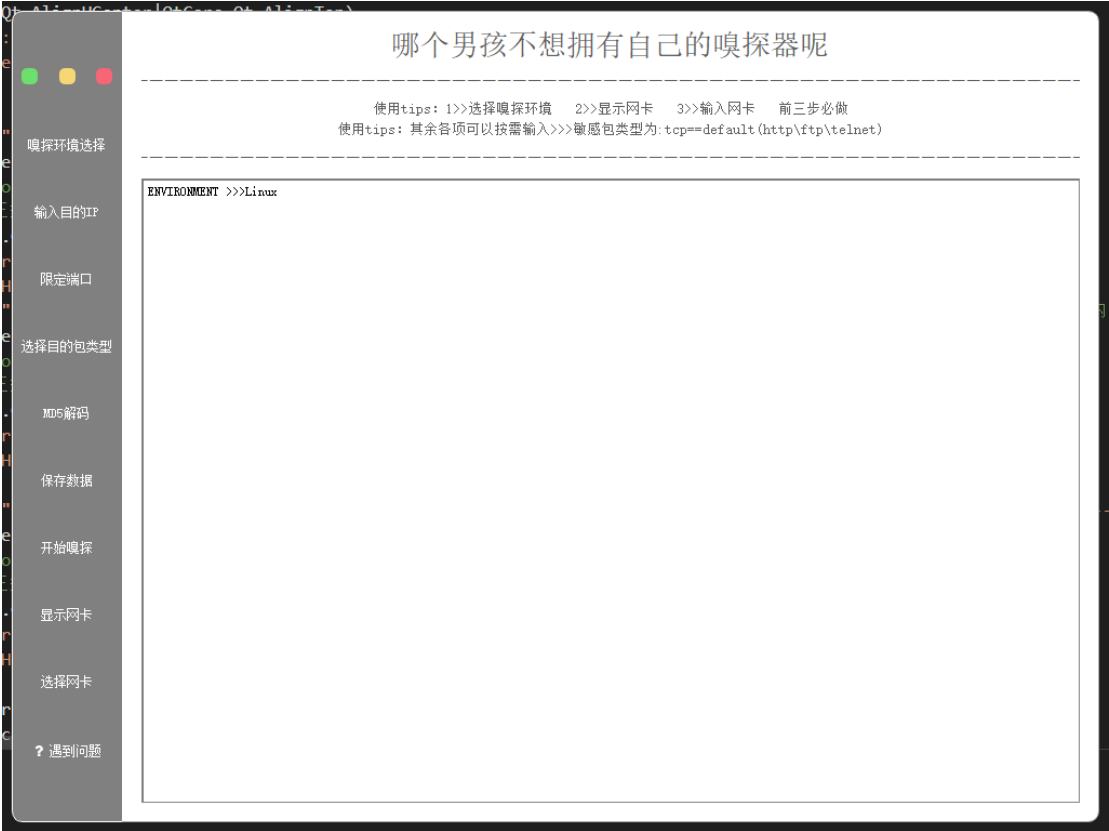 Qt.AlignHCenter|QtCore.Qt.AlignTop)
哪个男孩不想拥有自己的嗅探器呢
使用tips: 1>>选择嗅探环境 2>>显示网卡 3>>输入网卡 前三步必做
使用tips: 其余各项可以按需输入>>>敏感包类型为:tcp==default(http\ftp\telnet)
ENVIRONMENT >>>Linux
嗅探环境选择
输入目的IP
限定端口
选择目的包类型
MD5解码
保存数据
开始嗅探
显示网卡
选择网卡
? 遇到问题